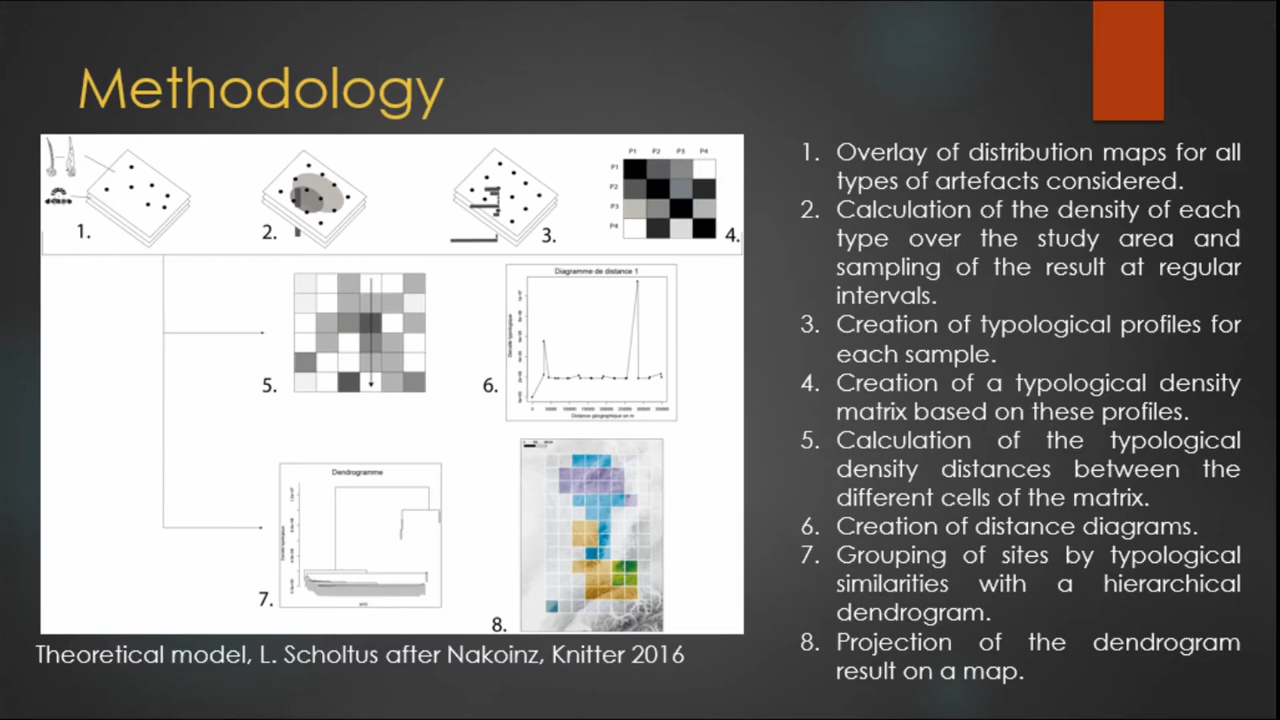 Methodology
1.
2.
3.
P1 P2 P3 P4
P1
P2
P3
P4
4.
5.
Diagramme de distance 1
Distance géographique en m
6.
Dendrogramme
7.
8.
Theoretical model, L. Scholtus after Nakoinz, Knitter 2016
1. Overlay of distribution maps for all
types of artefacts considered.
2. Calculation of the density of each
type over the study area and
sampling of the result at regular
intervals.
3. Creation of typological profiles for
each sample.
4. Creation of a typological density
matrix based on these profiles.
5. Calculation of the typological
density distances between the
different cells of the matrix.
6. Creation of distance diagrams.
7. Grouping of sites by typological
similarities with a hierarchical
dendrogram.
8. Projection of the dendrogram
result on a map.